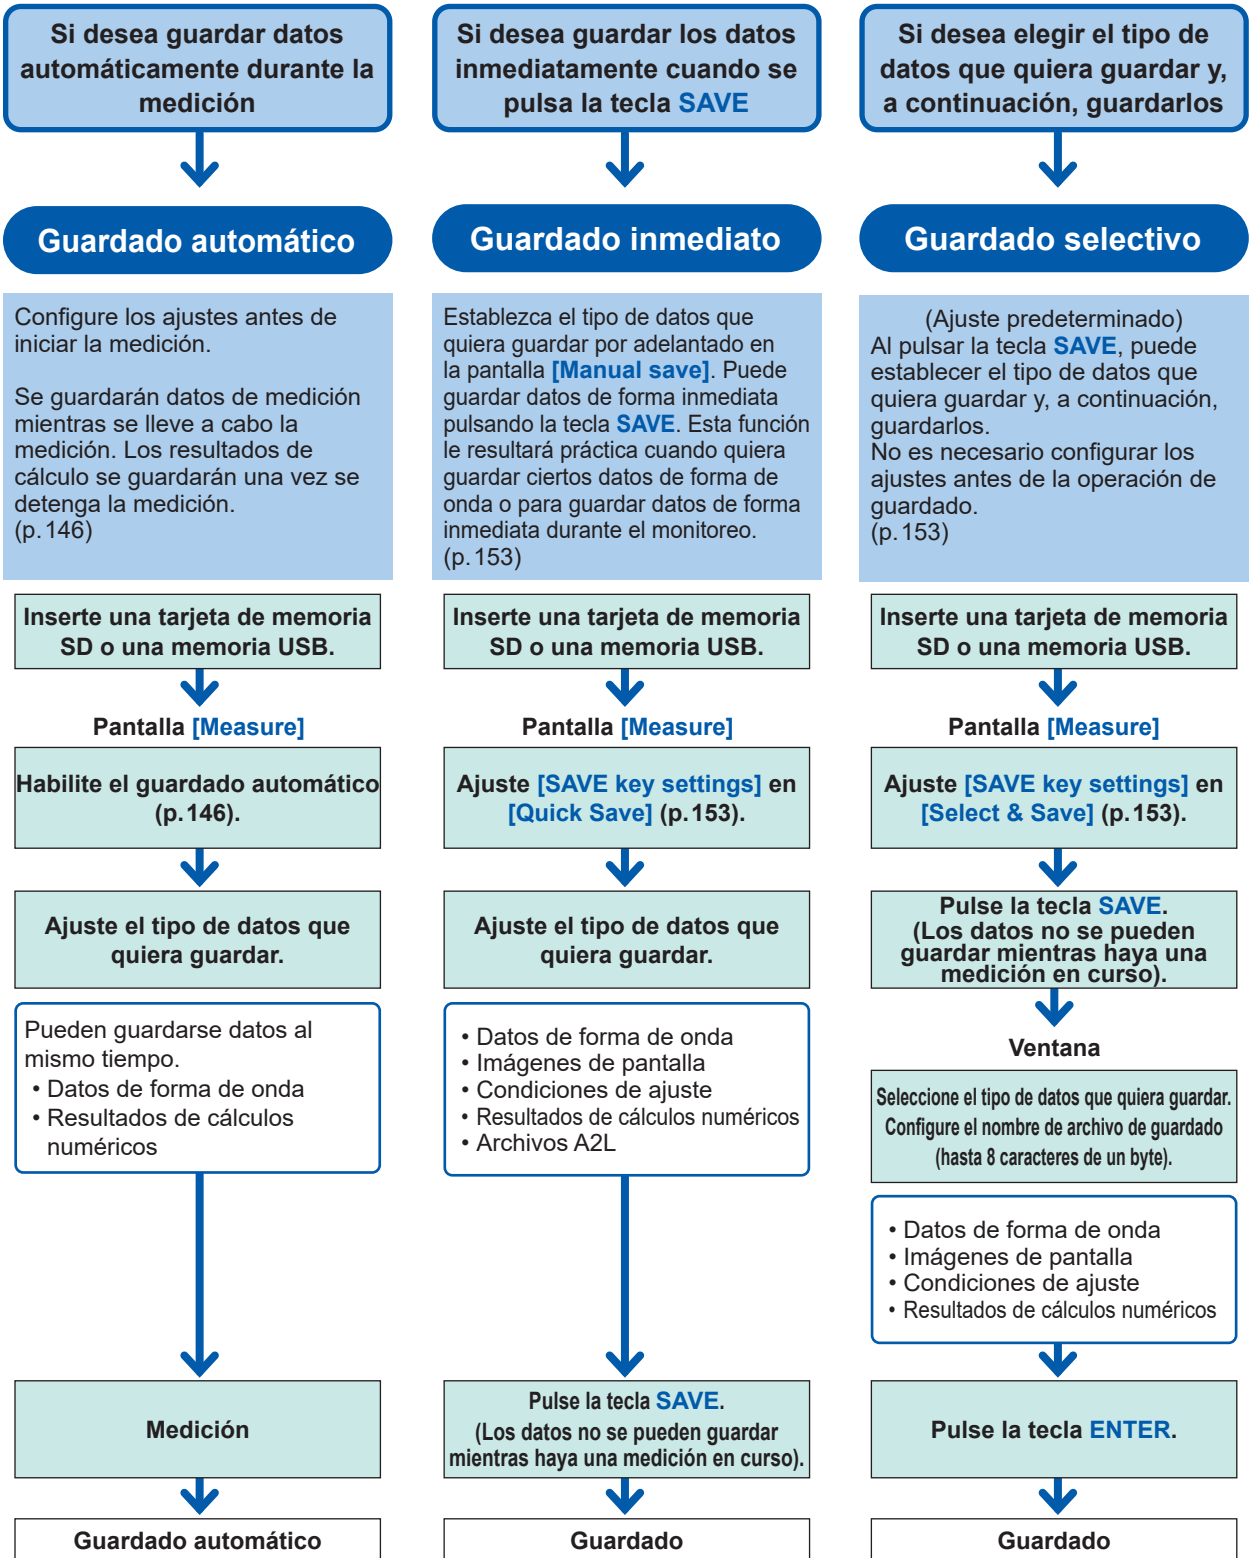 Si desea guardar datos
automáticamente durante la
medición
Guardado automático
Configure los ajustes antes de
iniciar la medición.
Se guardarán datos de medición
mientras se lleve a cabo la
medición. Los resultados de
cálculo se guardarán una vez se
detenga la medición.
(p. 146)
Inserte una tarjeta de memoria
SD o una memoria USB.
Pantalla [Measure]
Habilite el guardado automático
(p. 146).
Ajuste el tipo de datos que
quiera guardar.
Pueden guardarse datos al
mismo tiempo.
• Datos de forma de onda
• Resultados de cálculos
numéricos
Medición
Guardado automático
Si desea guardar los datos
inmediatamente cuando se
pulsa la tecla SAVE
Guardado inmediato
Establezca el tipo de datos que
quiera guardar por adelantado en
la pantalla [Manual save]. Puede
guardar datos de forma inmediata
pulsando la tecla SAVE. Esta función
le resultará práctica cuando quiera
guardar ciertos datos de forma de
onda o para guardar datos de forma
inmediata durante el monitoreo.
(p. 153)
Inserte una tarjeta de memoria
SD o una memoria USB.
Pantalla [Measure]
Ajuste [SAVE key settings] en
[Quick Save] (p. 153).
Ajuste el tipo de datos que
quiera guardar.
• Datos de forma de onda
• Imágenes de pantalla
• Condiciones de ajuste
• Resultados de cálculos numéricos
• Archivos A2L
Pulse la tecla SAVE.
(Los datos no se pueden guardar
mientras haya una medición en curso).
Guardado
Si desea elegir el tipo de
datos que quiera guardar y,
a continuación, guardarlos
Guardado selectivo
(Ajuste predeterminado)
Al pulsar la tecla SAVE, puede
establecer el tipo de datos que
quiera guardar y, a continuación,
guardarlos.
No es necesario configurar los
ajustes antes de la operación de
guardado.
(p. 153)
Inserte una tarjeta de memoria
SD o una memoria USB.
Pantalla [Measure]
Ajuste [SAVE key settings] en
[Select & Save] (p. 153).
Pulse la tecla SAVE.
(Los datos no se pueden
guardar mientras haya una
medición en curso).
Ventana
Seleccione el tipo de datos que quiera guardar.
Configure el nombre de archivo de guardado
(hasta 8 caracteres de un byte).
• Datos de forma de onda
• Imágenes de pantalla
• Condiciones de ajuste
• Resultados de cálculos numéricos
Pulse la tecla ENTER.
Guardado